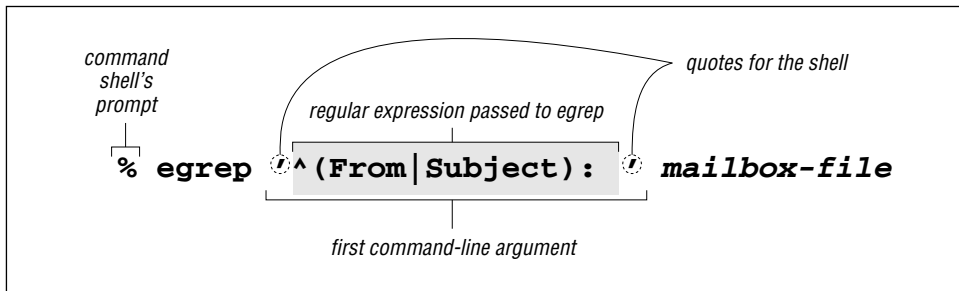 command
shell's
prompt
quotes for the shell
regular expression passed to egrep
% egrep '^(From|Subject): ' mailbox-file
first command-line argument